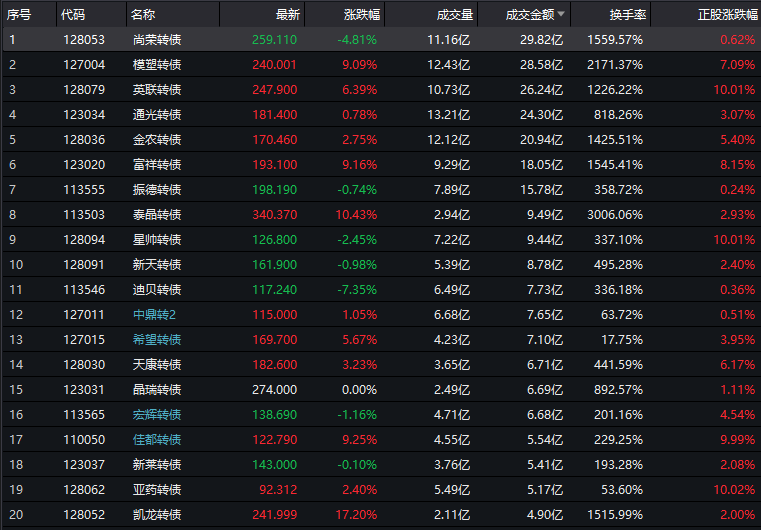 序号 代码 名称 最新 涨跌幅 成交量 成交金额 换手率 正股涨跌幅
1 128053 尚荣转债 259.110 -4.81% 11.16亿 29.82亿 1559.57% 0.62%
2 127004 模塑转债 240.001 9.09% 12.43亿 28.58亿 2171.37% 7.09%
3 128079 英联转债 247.900 6.39% 10.73亿 26.24亿 1226.22% 10.01%
4 123034 通光转债 181.400 0.78% 13.21亿 24.30亿 818.26% 3.07%
5 128036 金农转债 170.460 2.75% 12.12亿 20.94亿 1425.51% 5.40%
6 123020 富祥转债 193.100 9.16% 9.29亿 18.05亿 1545.41% 8.15%
7 113555 振德转债 198.190 -0.74% 7.89亿 15.78亿 358.72% 0.24%
8 113503 泰晶转债 340.370 10.43% 2.94亿 9.49亿 3006.06% 2.93%
9 128094 星帅转债 126.800 -2.45% 7.22亿 9.44亿 337.10% 10.01%
10 128091 新天转债 161.900 -0.98% 5.39亿 8.78亿 495.28% 2.40%
11 113546 迪贝转债 117.240 -7.35% 6.49亿 7.73亿 336.18% 0.36%
12 127011 中鼎转2 115.000 1.05% 6.68亿 7.65亿 63.72% 0.51%
13 127015 希望转债 169.700 5.67% 4.23亿 7.10亿 17.75% 3.95%
14 128030 天康转债 182.600 3.23% 3.65亿 6.71亿 441.59% 6.17%
15 123031 晶瑞转债 274.000 0.00% 2.49亿 6.69亿 892.57% 1.11%
16 113565 宏辉转债 138.690 -1.16% 4.71亿 6.68亿 201.16% 4.54%
17 110050 佳都转债 122.790 9.25% 4.55亿 5.54亿 229.25% 9.99%
18 123037 新莱转债 143.000 -0.10% 3.76亿 5.41亿 193.28% 2.08%
19 128062 亚药转债 92.312 2.40% 5.49亿 5.17亿 53.60% 10.02%
20 128052 凯龙转债 241.999 17.20% 2.11亿 4.90亿 1515.99% 2.00%